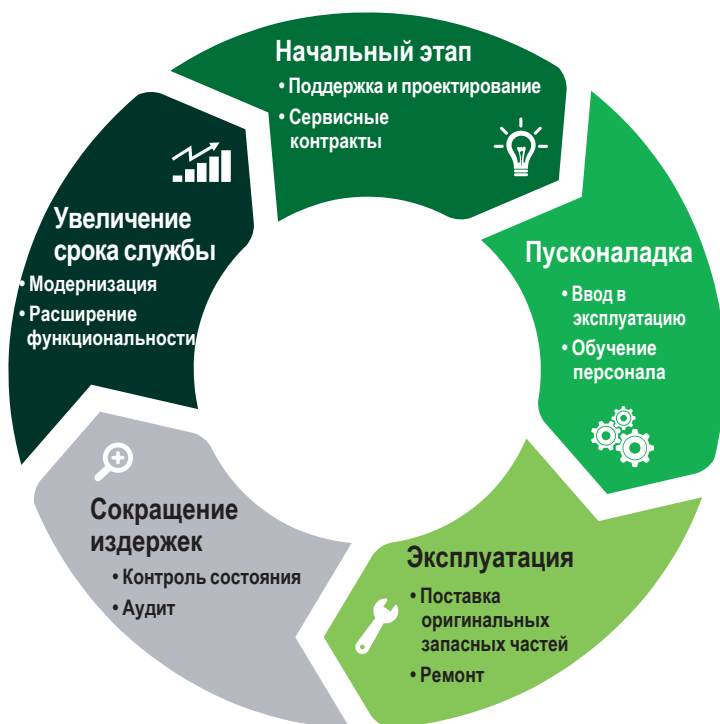 Начальный этап
• Поддержка и проектирование
• Сервисные
контракты
Пусконаладка
• Ввод в
эксплуатацию
• Обучение
персонала
Эксплуатация
• Поставка
оригинальных
запасных частей
• Ремонт
Сокращение
издержек
• Контроль состояния
• Аудит
Увеличение
срока службы
• Модернизация
• Расширение
функциональности